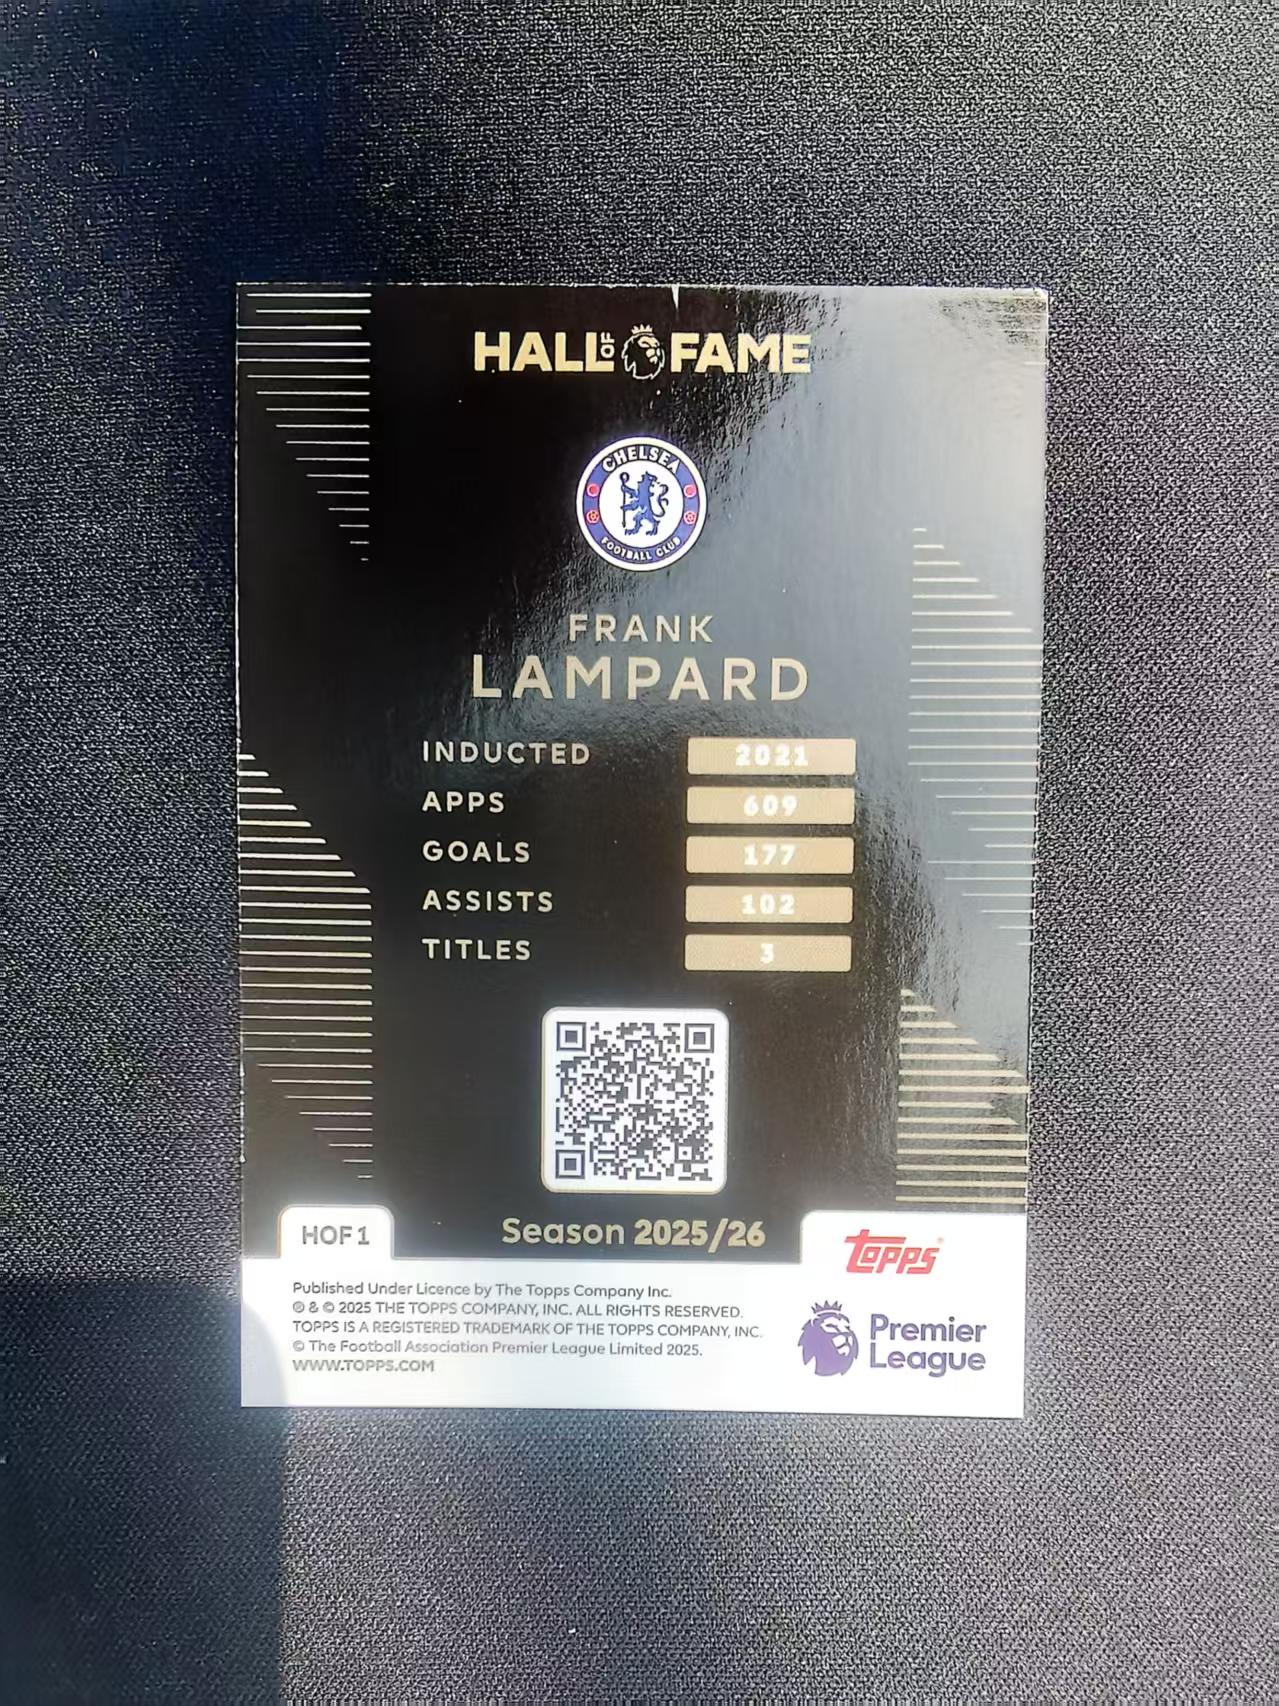 HALL OF FAME
CHELSEA
FOOTBALL CLUB
FRANK
LAMPARD
INDUCTED 2021
APPS 609
GOALS 177
ASSISTS 102
TITLES 3
HOF 1
Season 2025/26
Topps®
Published Under Licence by The Topps Company Inc.
® & © 2025 THE TOPPS COMPANY, INC. ALL RIGHTS RESERVED.
TOPPS IS A REGISTERED TRADEMARK OF THE TOPPS COMPANY, INC.
© The Football Association Premier League Limited 2025.
WWW.TOPPS.COM
Premier
League